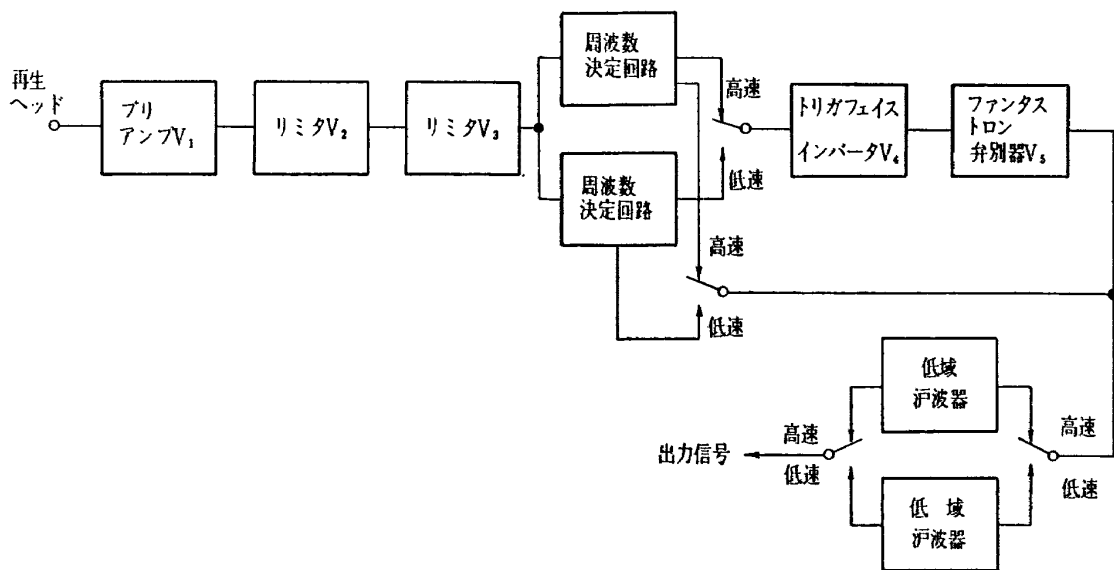 再生
ヘッド
プリ
アンプV₁
リミタV₂
リミタV₃
周波数
決定回路
周波数
決定回路
高速
低速
トリガフェイス
インバータV₄
ファンタス
トロン
弁別器V₅
高速
低速
低域
沪波器
高速
低速
出力信号
高速
低速
低域
沪波器